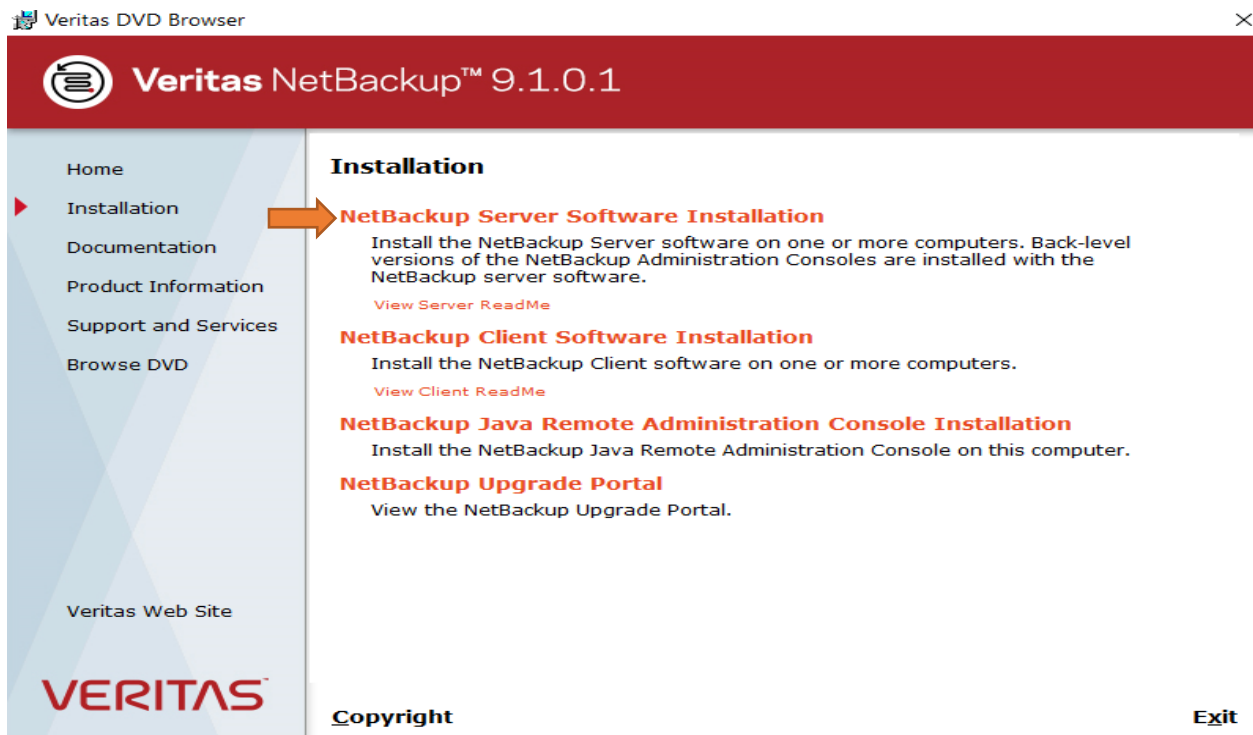 Veritas DVD Browser
Veritas NetBackup™ 9.1.0.1
Home
Installation
Documentation
Product Information
Support and Services
Browse DVD
Veritas Web Site
VERITAS™
Installation
NetBackup Server Software Installation
Install the NetBackup Server software on one or more computers. Back-level
versions of the NetBackup Administration Consoles are installed with the
NetBackup server software.
View Server ReadMe
NetBackup Client Software Installation
Install the NetBackup Client software on one or more computers.
View Client ReadMe
NetBackup Java Remote Administration Console Installation
Install the NetBackup Java Remote Administration Console on this computer.
NetBackup Upgrade Portal
View the NetBackup Upgrade Portal.
Copyright
Exit